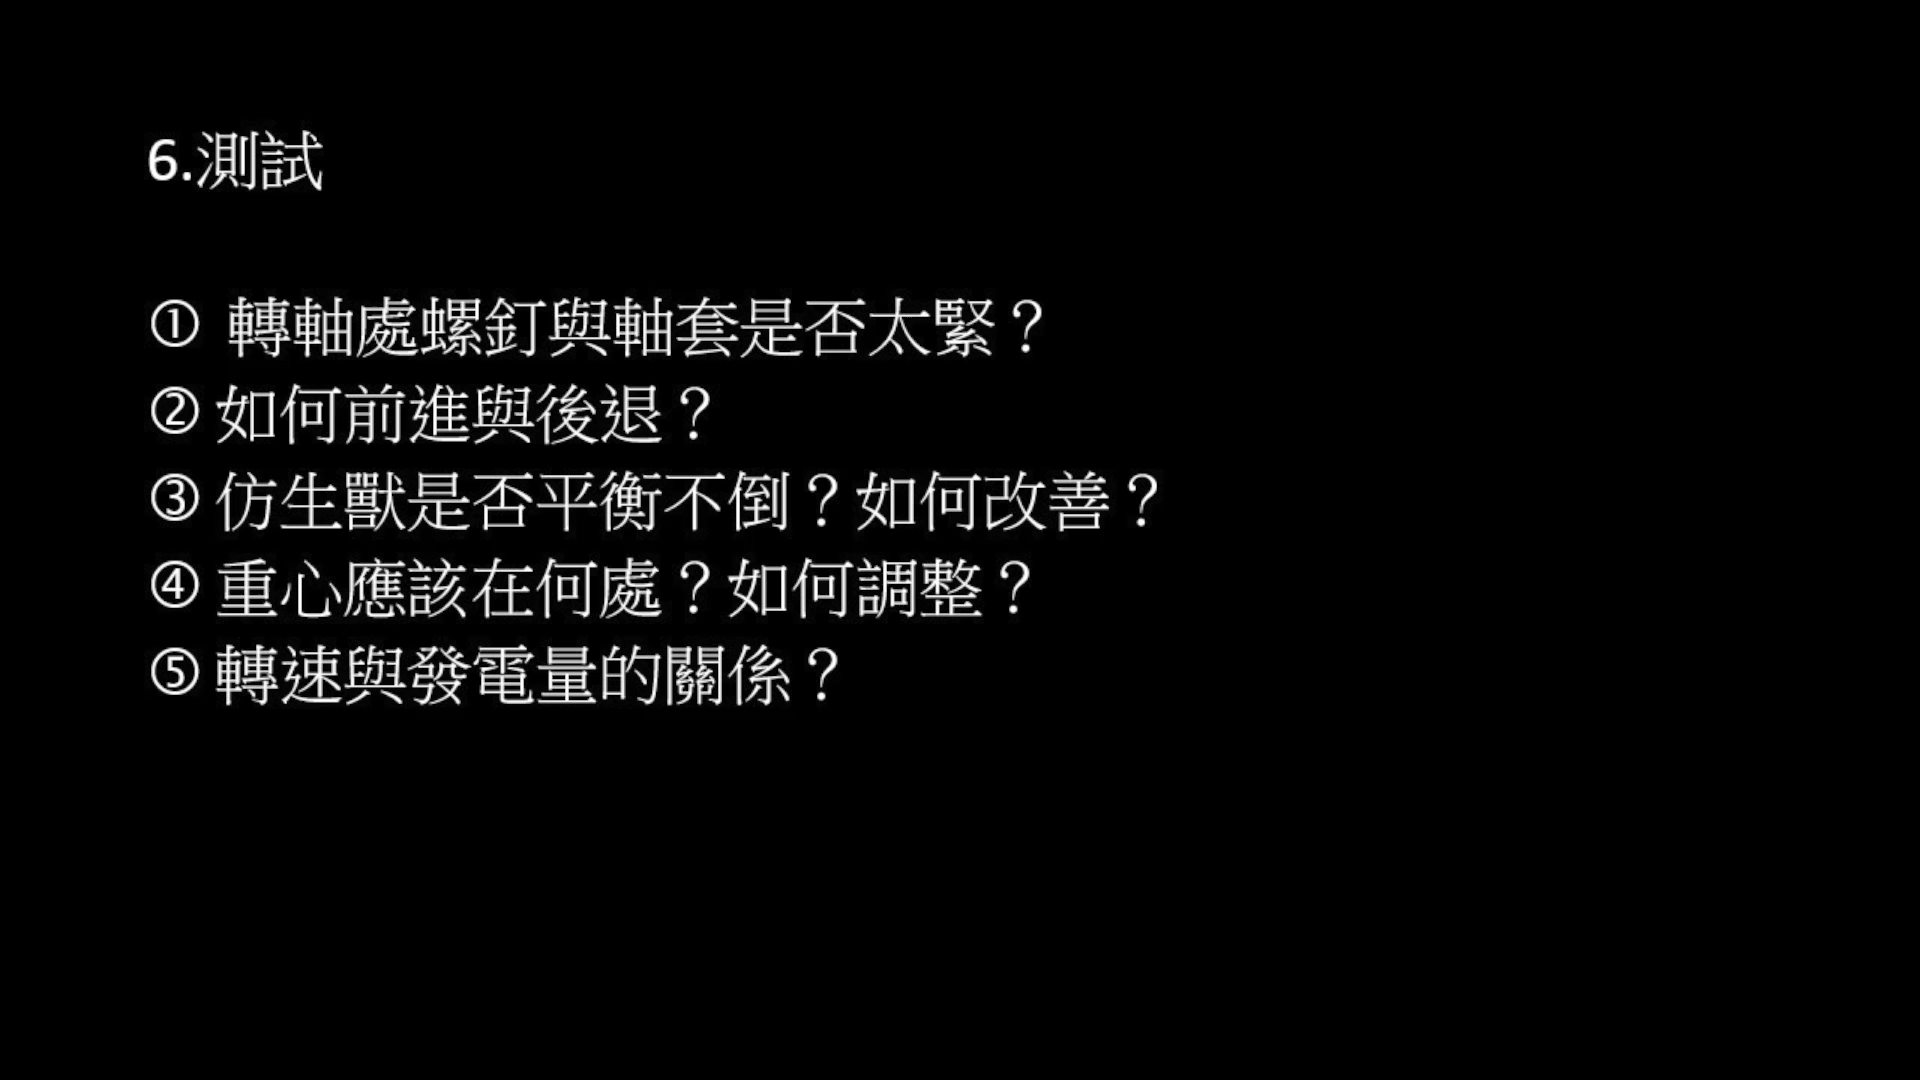 6.測試
① 轉軸處螺釘與軸套是否太緊？
② 如何前進與後退？
③ 仿生獸是否平衡不倒？如何改善？
④ 重心應該在何處？如何調整？
⑤ 轉速與發電量的關係？